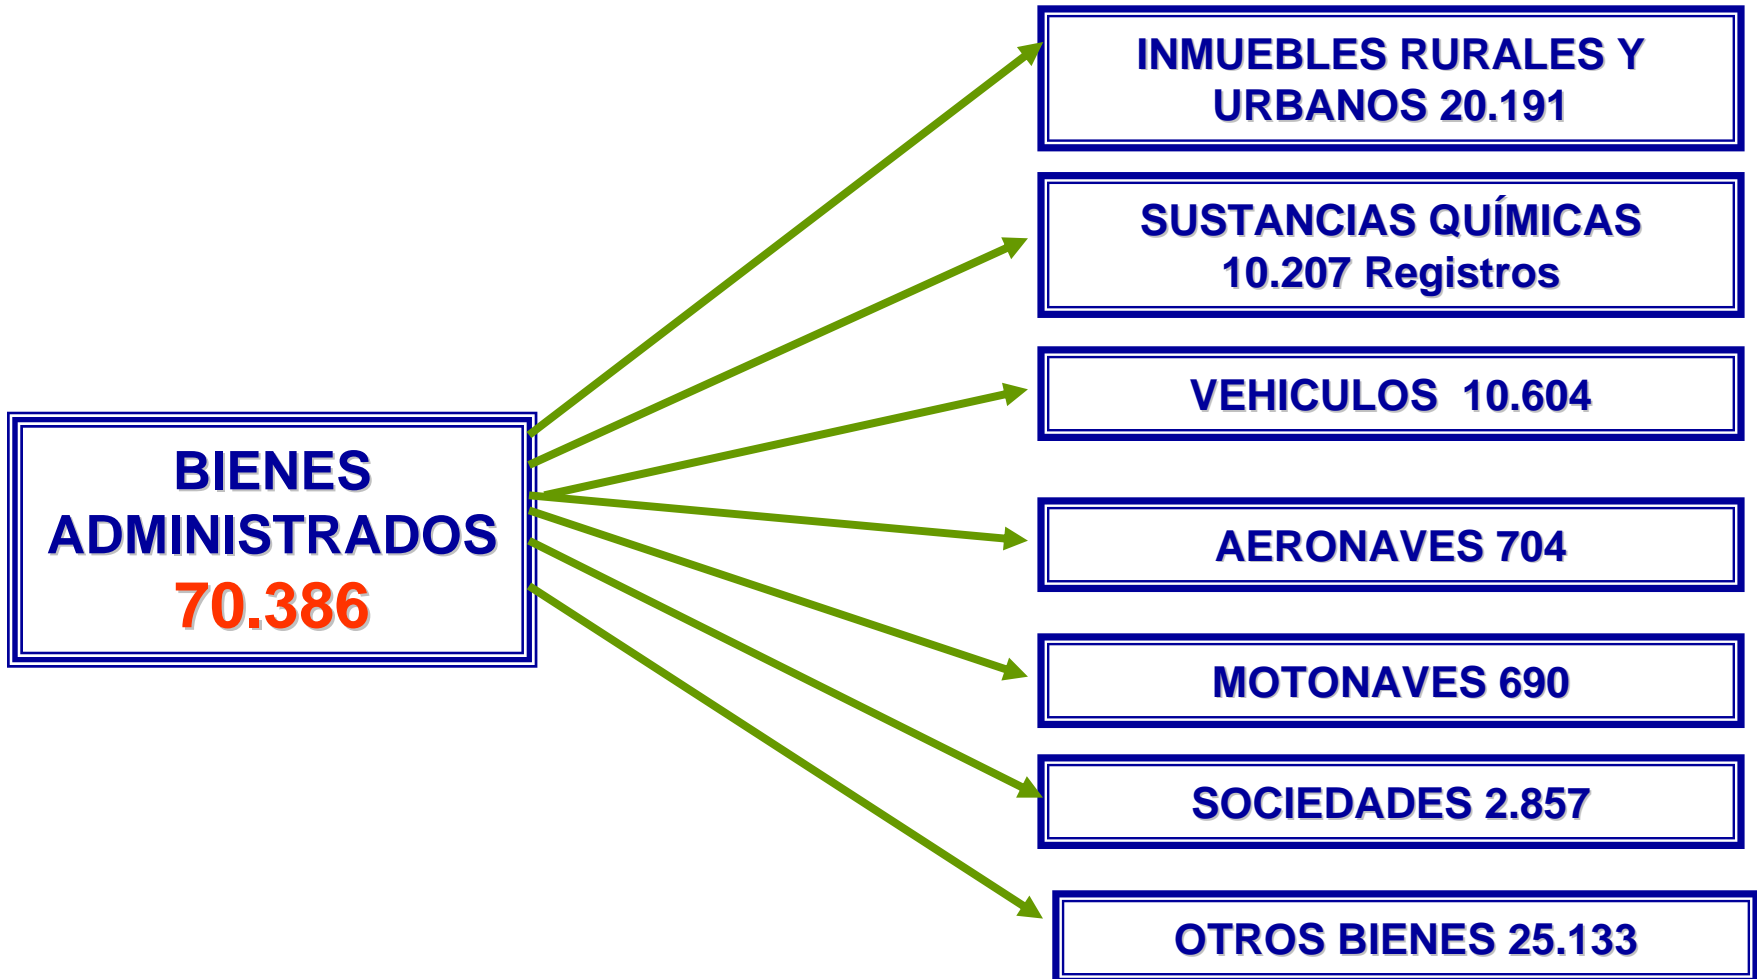 BIENES
ADMINISTRADOS
70.386
INMUEBLES RURALES Y
URBANOS 20.191
SUSTANCIAS QUÍMICAS
10.207 Registros
VEHICULOS 10.604
AERONAVES 704
MOTONAVES 690
SOCIEDADES 2.857
OTROS BIENES 25.133